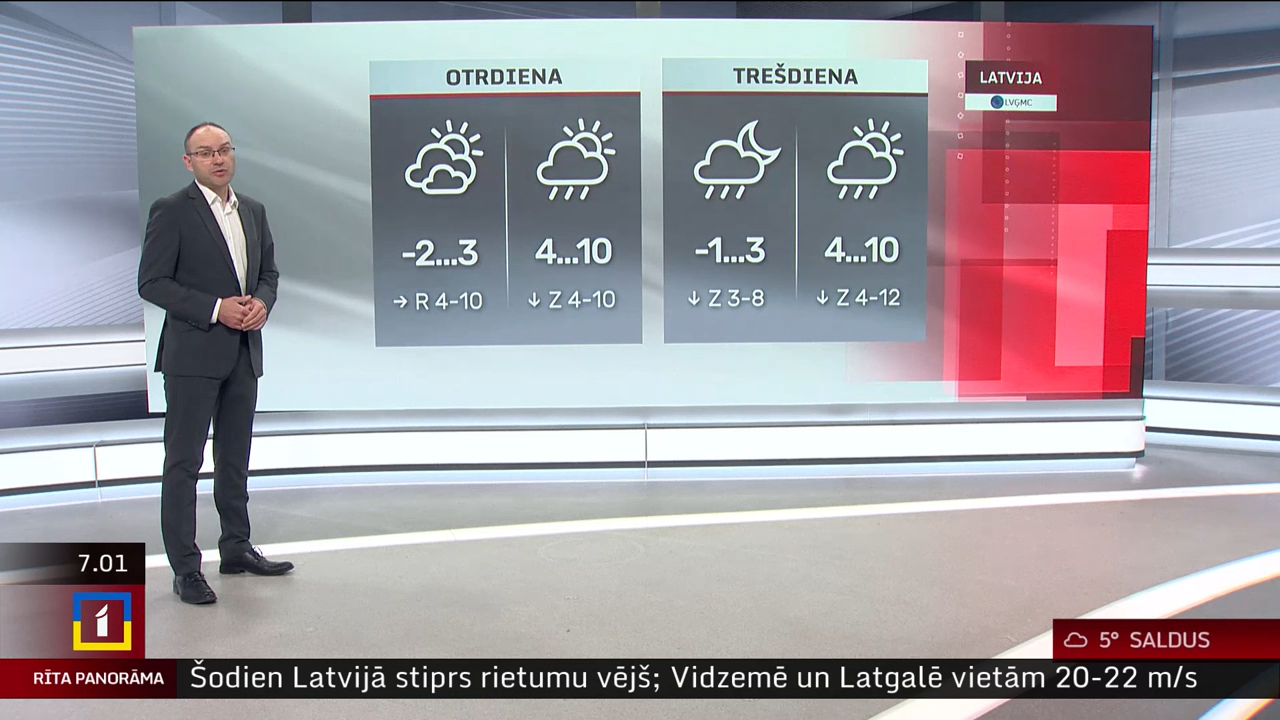 OTRDIENA
TREŠDIENA
LATVIJA
LVĢMC
-2...3
4...10
-1...3
4...10
→ R 4-10
↓ Z 4-10
↓ Z 3-8
↓ Z 4-12
7.01
1
5° SALDUS
RĪTA PANORĀMA
Šodien Latvijā stiprs rietumu vējš; Vidzemē un Latgalē vietām 20-22 m/s